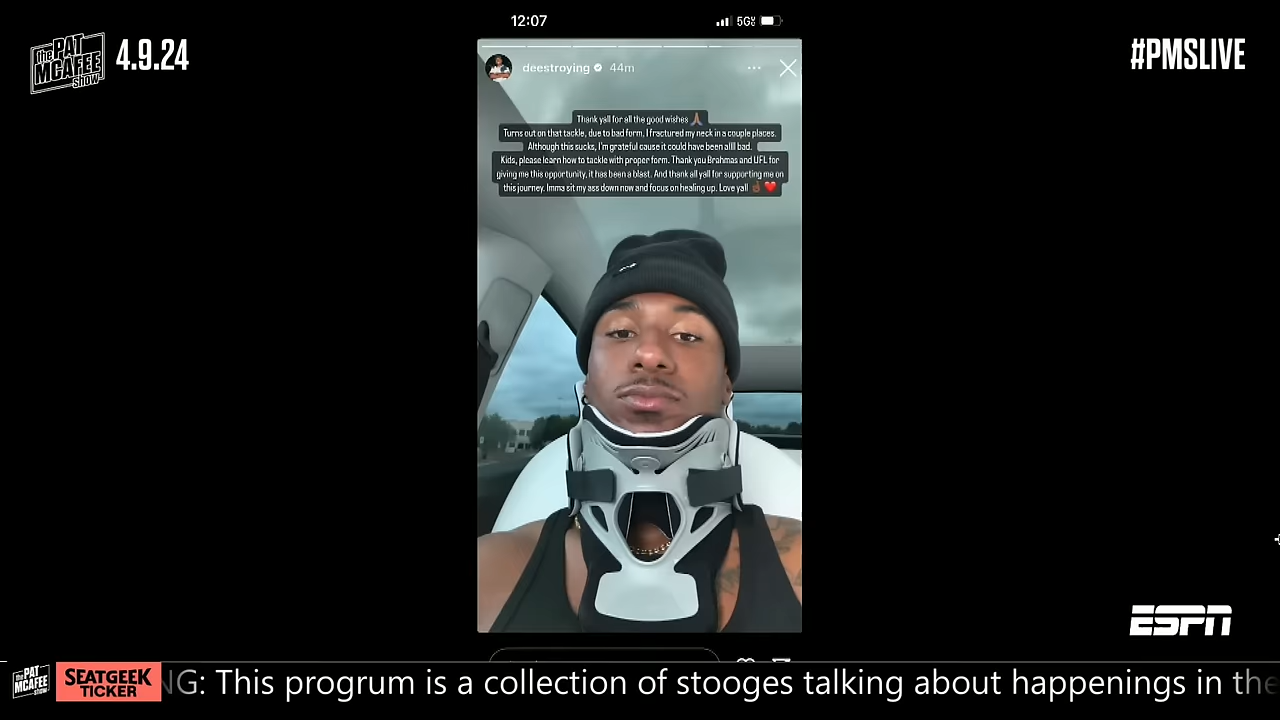 12:07
5G
The PAT MCAFEE Show
4.9.24
#PMSLIVE
deestroying 44m
Thank yall for all the good wishes 🙏🏾
Turns out on that tackle, due to bad form, I fractured my neck in a couple places.
Although this sucks, I'm grateful cause it could have been allll bad.
Kids, please learn how to tackle with proper form. Thank you Brahmas and UFL for
giving me this opportunity, it has been a blast. And thank all yall for supporting me on
this journey. Imma sit my ass down now and focus on healing up. Love yall ✌🏾❤️
ESPN
The PAT MCAFEE Show
SEATGEEK
TICKER
NG: This progrum is a collection of stooges talking about happenings in the